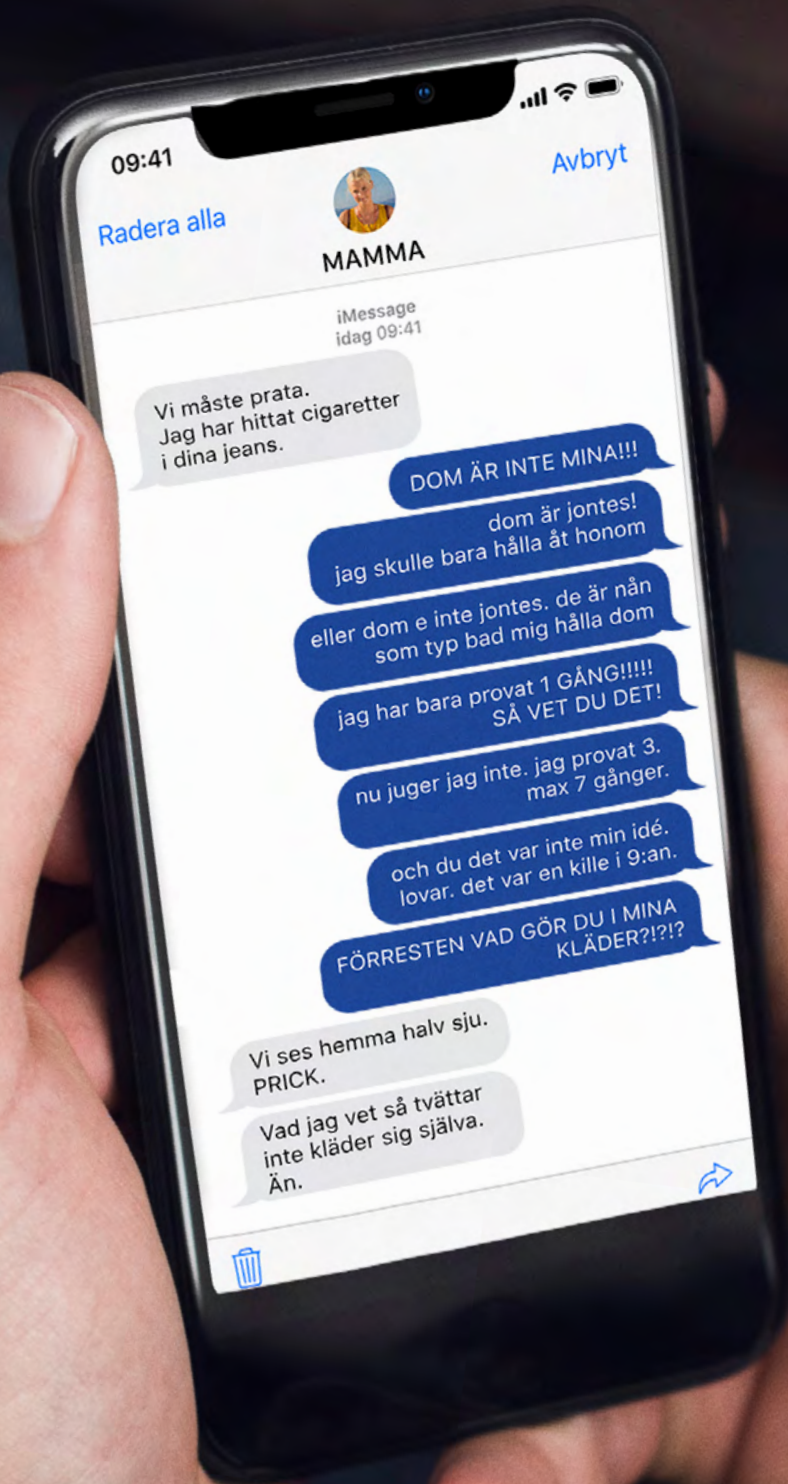 09:41
Radera alla
Avbryt
MAMMA
iMessage
idag 09:41
Vi måste prata.
Jag har hittat cigaretter
i dina jeans.
DOM ÄR INTE MINA!!!
dom är jontes!
jag skulle bara hålla åt honom
eller dom e inte jontes. de är nån
som typ bad mig hålla dom
jag har bara provat 1 GÅNG!!!!!
SÅ VET DU DET!
nu juger jag inte. jag provat 3.
max 7 gånger.
och du det var inte min idé.
lovar. det var en kille i 9:an.
FÖRRESTEN VAD GÖR DU I MINA
KLÄDER?!?!?
Vi ses hemma halv sju.
PRICK.
Vad jag vet så tvättar
inte kläder sig själva.
Än.